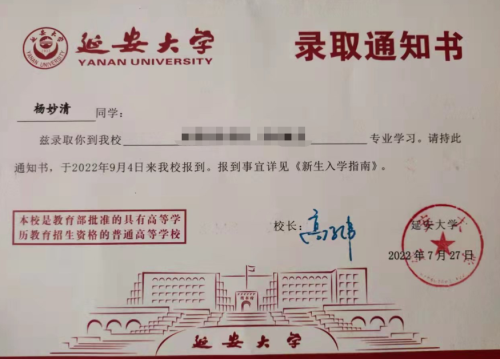 延安大学
YANAN UNIVERSITY
录取通知书
杨妙清 同学：
兹录取你到我校 专业学习。请持此
通知书，于2022年9月4日来我校报到。报到事宜详见《新生入学指南》。
本校是教育部批准的具有高等学
历教育招生资格的普通高等学校
校长：
延安大学
2022年7月27日
延安大学